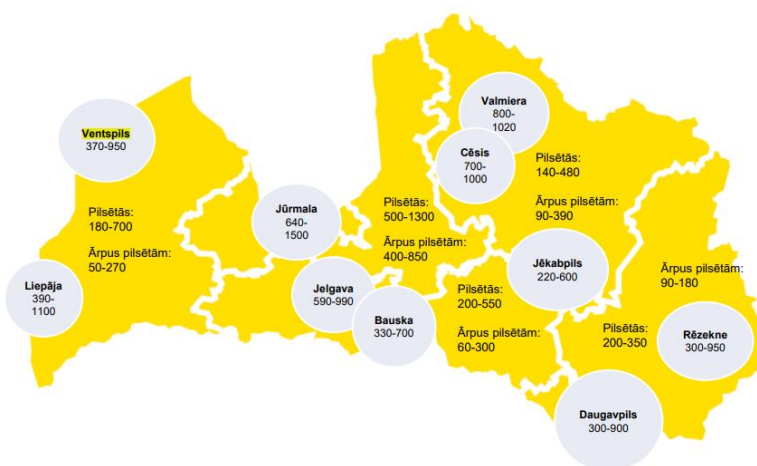 Ventspils
370-950
Pilsētās:
180-700
Ārpus pilsētām:
50-270
Liepāja
390-
1100
Jūrmala
640-
1500
Jelgava
590-990
Bauska
330-700
Pilsētās:
500-1300
Ārpus pilsētām:
400-850
Valmiera
800-
1020
Cēsis
700-
1000
Pilsētās:
140-480
Ārpus pilsētām:
90-390
Jēkabpils
220-600
Pilsētās:
200-550
Ārpus pilsētām:
60-300
Ārpus pilsētām:
90-180
Pilsētās:
200-350
Rēzekne
300-950
Daugavpils
300-900